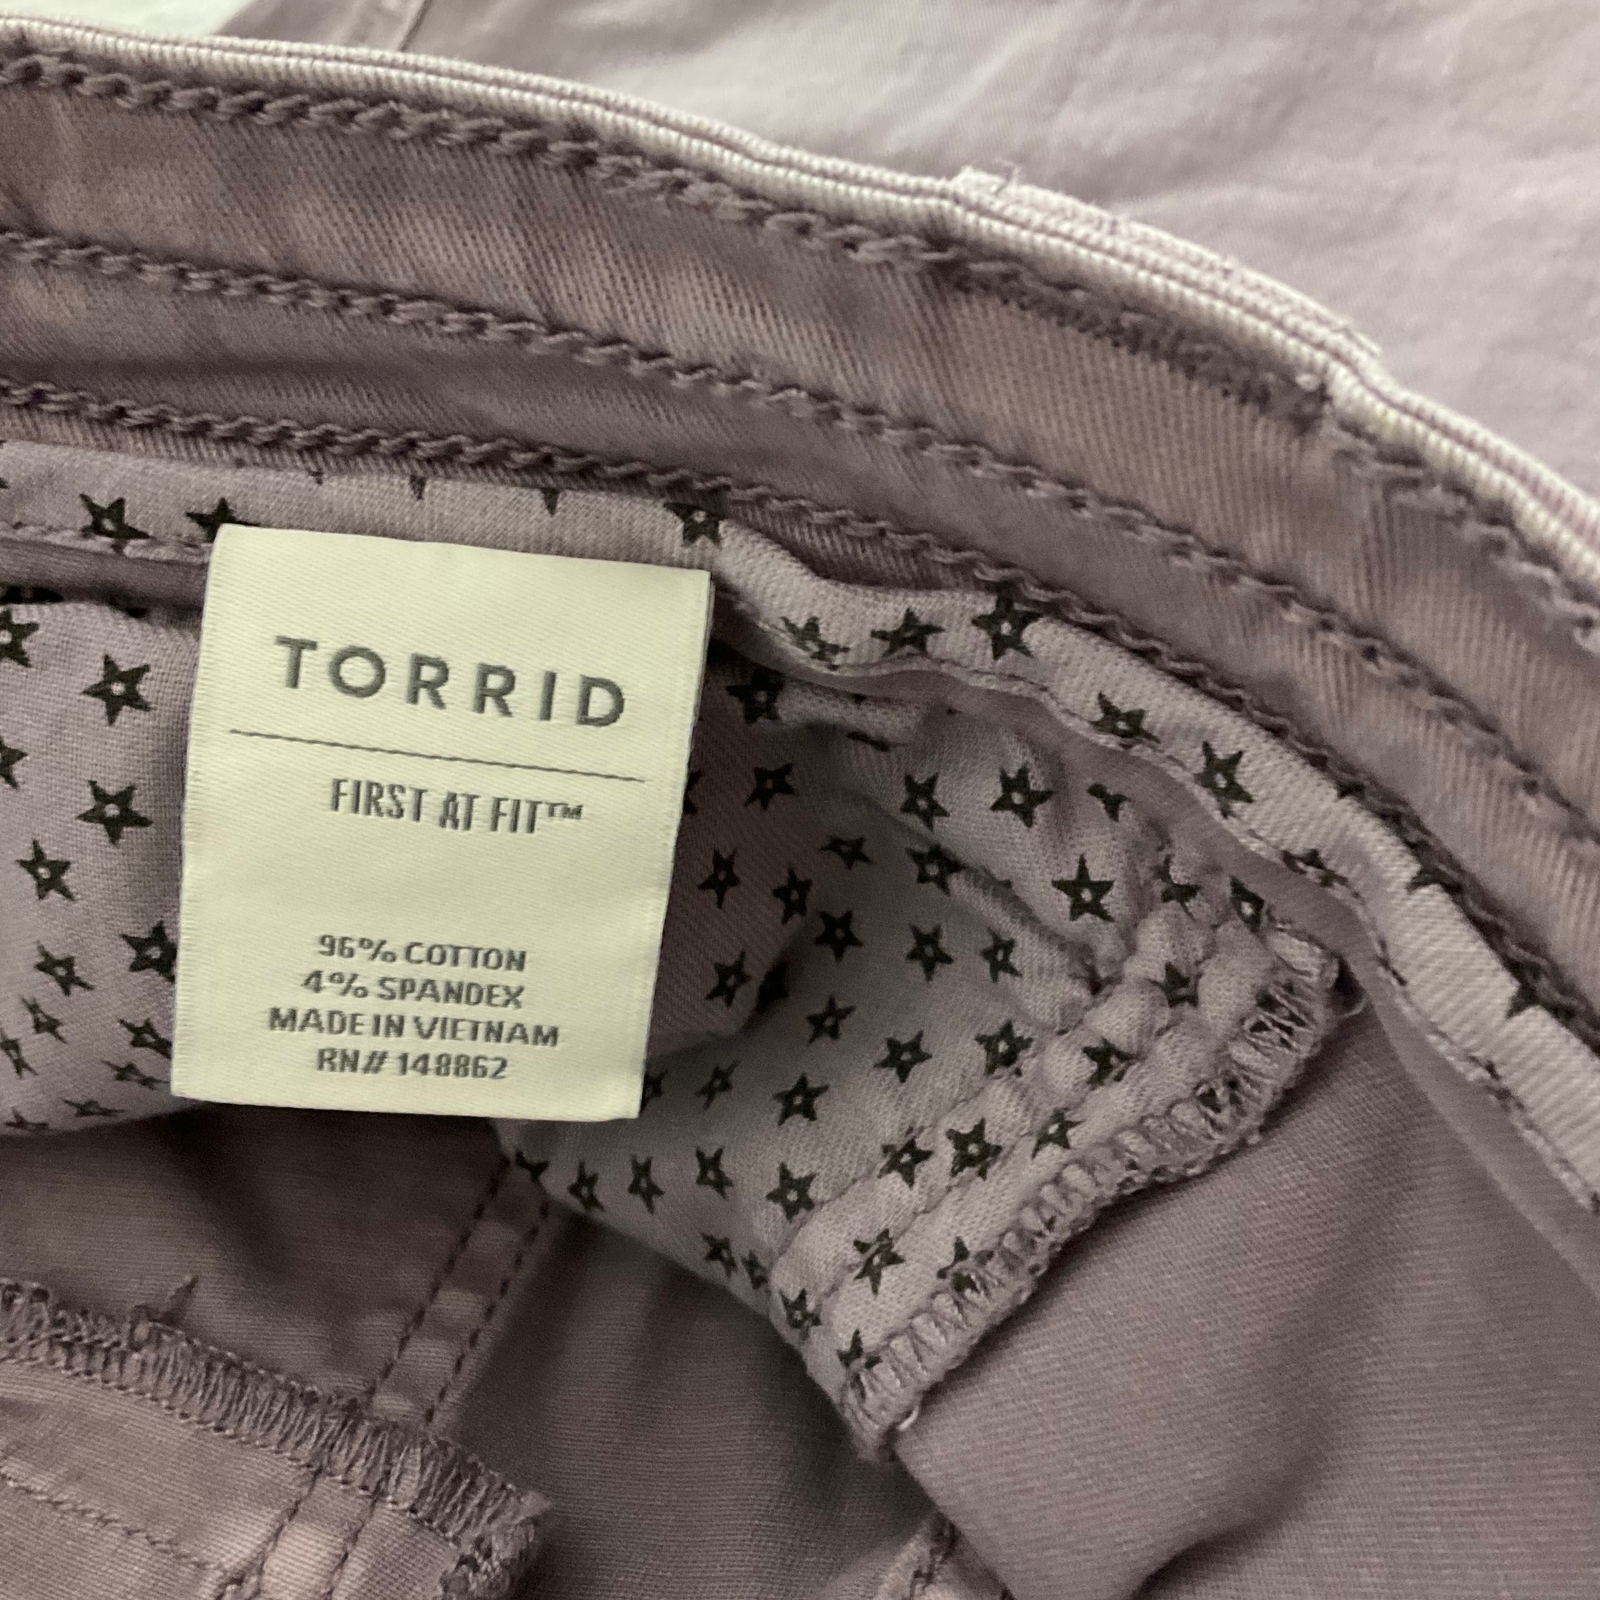 TORRID
FIRST AT FIT™
96% COTTON
4% SPANDEX
MADE IN VIETNAM
RN# 148862